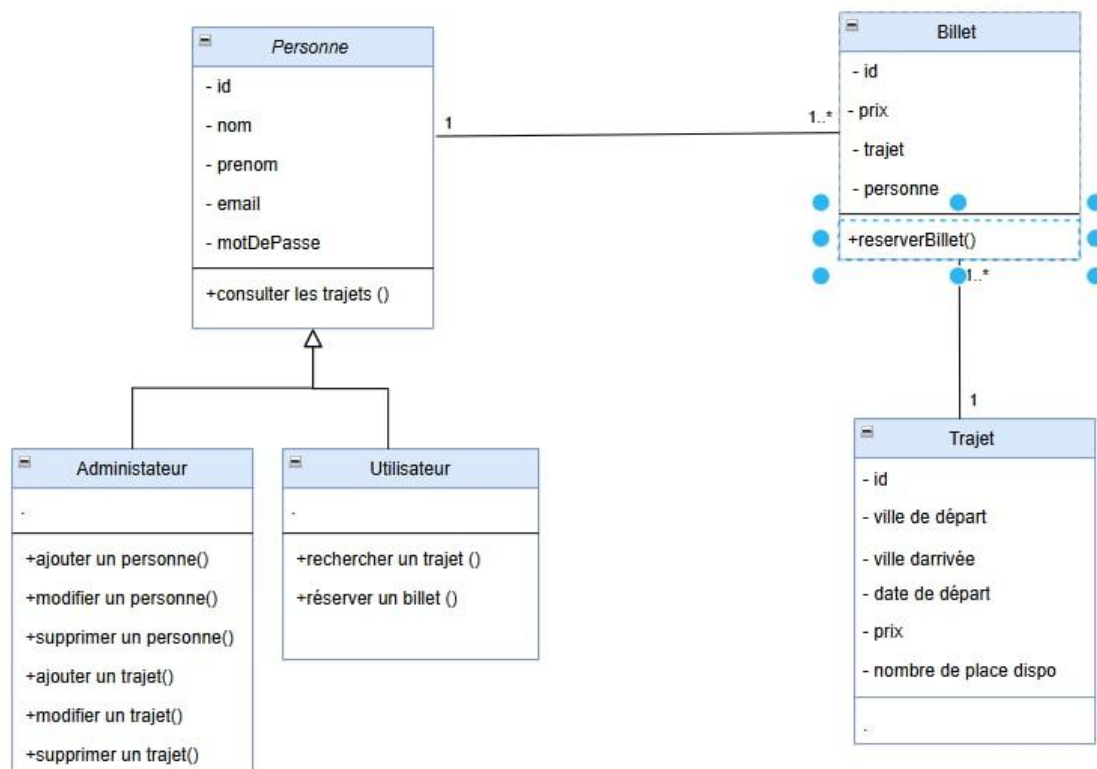 Personne
- id
- nom
- prenom
- email
- motDePasse
+consulter les trajets ()
1
1..*
Billet
- id
- prix
- trajet
- personne
+reserverBillet()
1..*
1
Administateur
.
+ajouter un personne()
+modifier un personne()
+supprimer un personne()
+ajouter un trajet()
+modifier un trajet()
+supprimer un trajet()
Utilisateur
.
+rechercher un trajet ()
+réserver un billet ()
Trajet
- id
- ville de départ
- ville darrivée
- date de départ
- prix
- nombre de place dispo
.